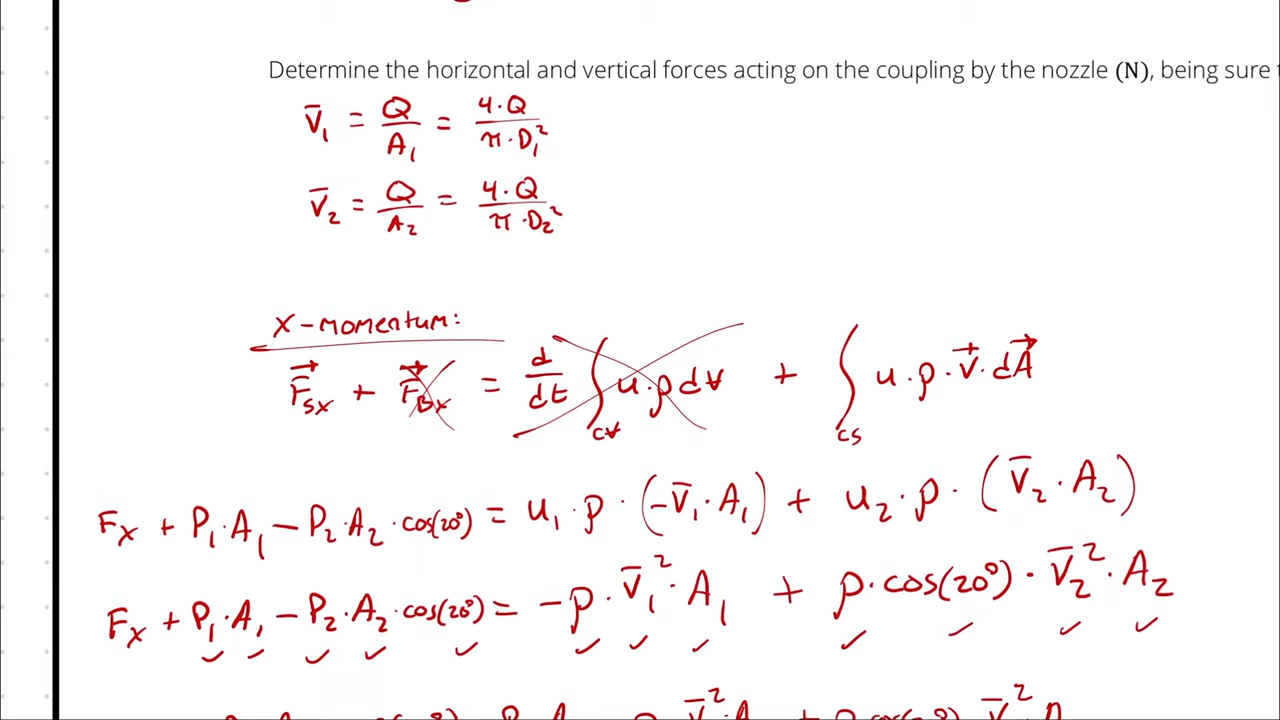 Determine the horizontal and vertical forces acting on the coupling by the nozzle (N), being sure
V̄₁ = Q/A₁ = 4·Q/π·D₁²
V̄₂ = Q/A₂ = 4·Q/π·D₂²
X-momentum:
F⃗sx + F⃗Bx = d/dt ∫cV u·ρdV + ∫cs u·ρ·V⃗·dA⃗
Fx + P₁·A₁ − P₂·A₂·cos(20°) = u₁·ρ·(−V̄₁·A₁) + u₂·ρ·(V̄₂·A₂)
Fx + P₁·A₁ − P₂·A₂·cos(20°) = −ρ·V̄₁²·A₁ + ρ·cos(20°)·V̄₂²·A₂